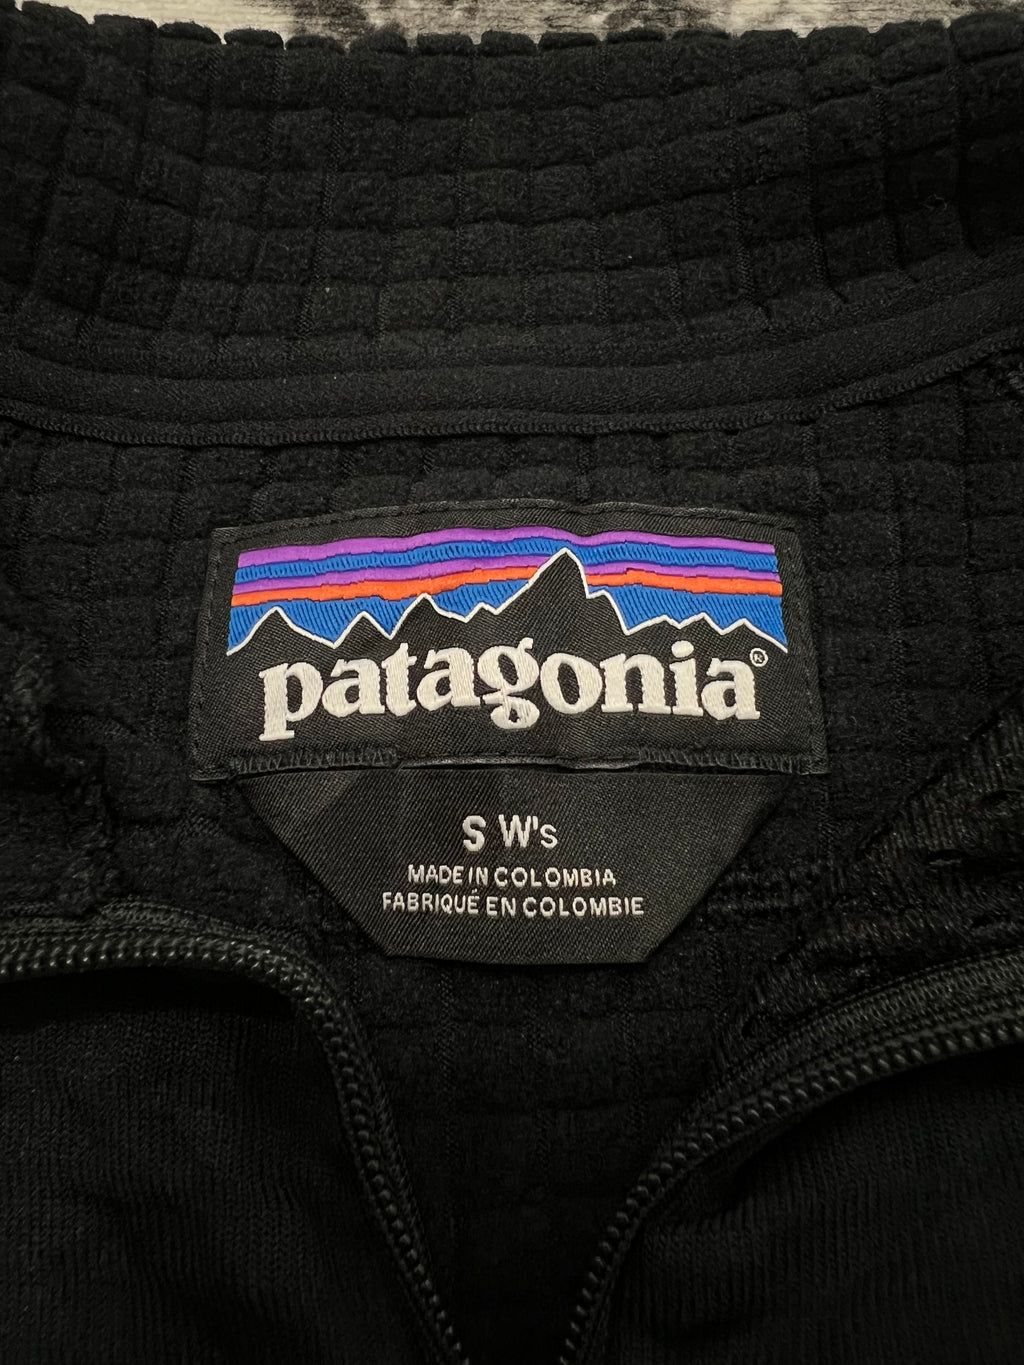 patagonia®
S W's
MADE IN COLOMBIA
FABRIQUÉ EN COLOMBIE